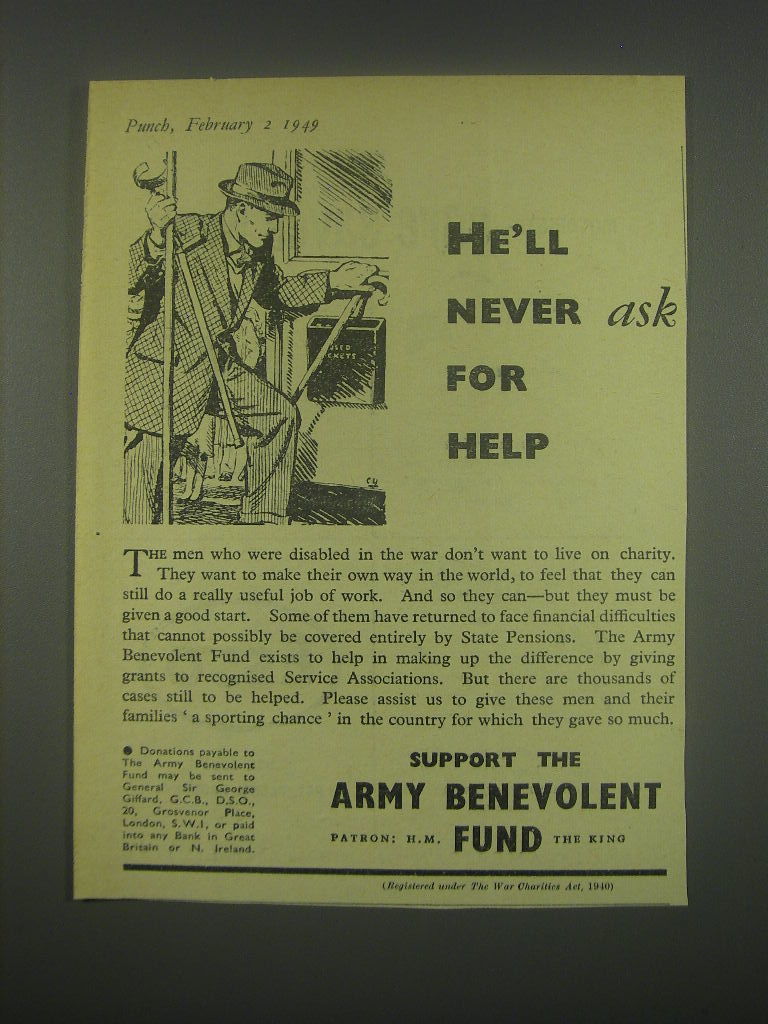 Punch, February 2 1949
USED
HE'LL
NEVER ask
FOR
HELP
THE men who were disabled in the war don't want to live on charity.
They want to make their own way in the world, to feel that they can
still do a really useful job of work. And so they can—but they must be
given a good start. Some of them have returned to face financial difficulties
that cannot possibly be covered entirely by State Pensions. The Army
Benevolent Fund exists to help in making up the difference by giving
grants to recognised Service Associations. But there are thousands of
cases still to be helped. Please assist us to give these men and their
families ‘ a sporting chance ’ in the country for which they gave so much.
● Donations payable to
The Army Benevolent
Fund may be sent to
General Sir George
Giffard, G.C.B., D.S.O.,
20, Grosvenor Place,
London, S.W.1, or paid
into any Bank in Great
Britain or N. Ireland.
SUPPORT THE
ARMY BENEVOLENT
PATRON: H.M. FUND THE KING
(Registered under The War Charities Act, 1940)